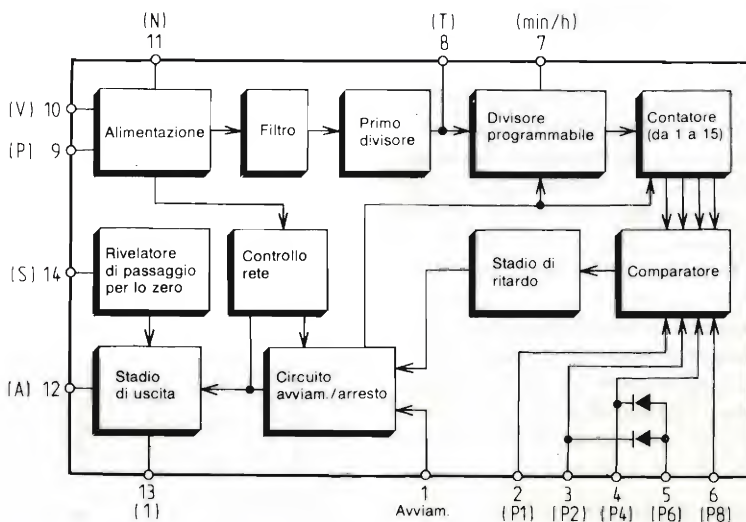 (N)
11
(T)
8
(min/h)
7
(V) 10
(P) 9
Alimentazione
Filtro
Primo
divisore
Divisore
programmabile
Contatore
(da 1 a 15)
(S) 14
Rivelatore
di passaggio
per lo zero
Controllo
rete
Stadio di
ritardo
Comparatore
(A) 12
Stadio
di uscita
Circuito
avviam./arresto
13
(1)
1
Avviam.
2
(P1)
3
(P2)
4
(P4)
5
(P6)
6
(P8)